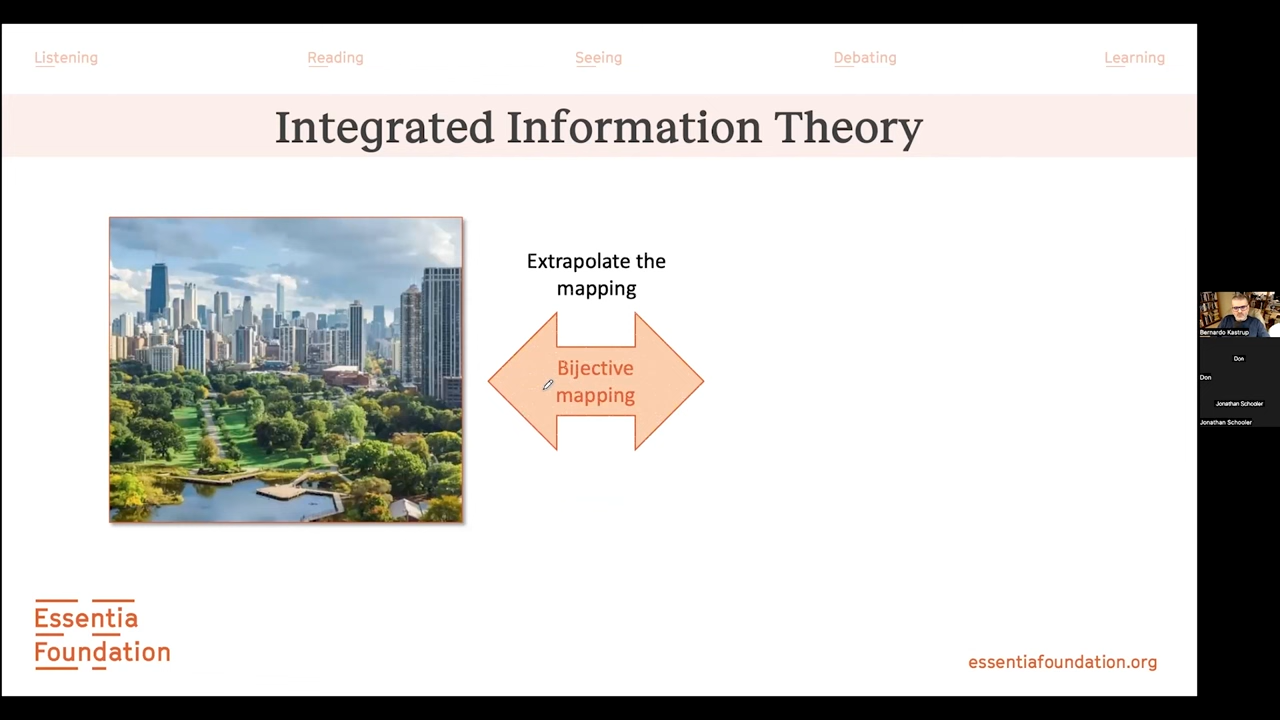 Listening
Reading
Seeing
Debating
Learning
Integrated Information Theory
Extrapolate the
mapping
Bijective
mapping
Bernardo Kastrup
Don
Don
Jonathan Schooler
Jonathan Schooler
Essentia
Foundation
essentiafoundation.org